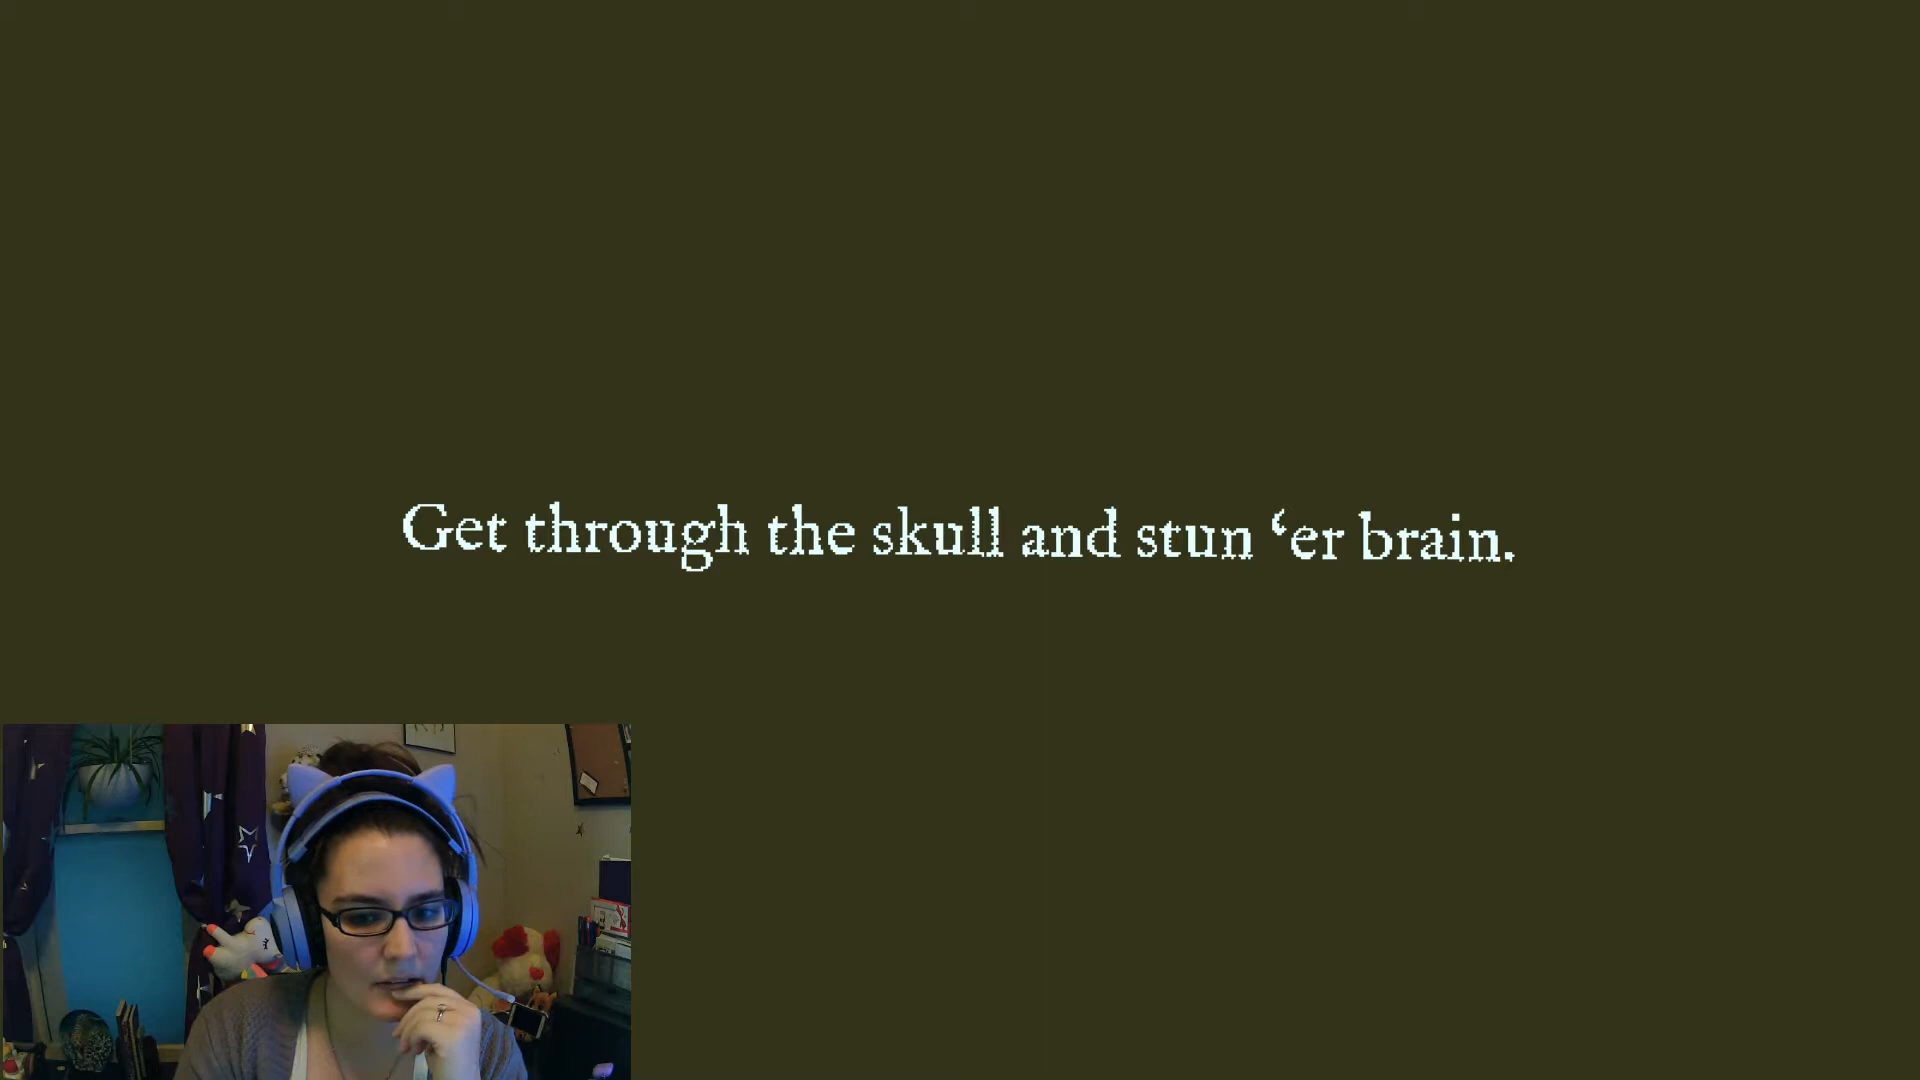 Get through the skull and stun ‘er brain.